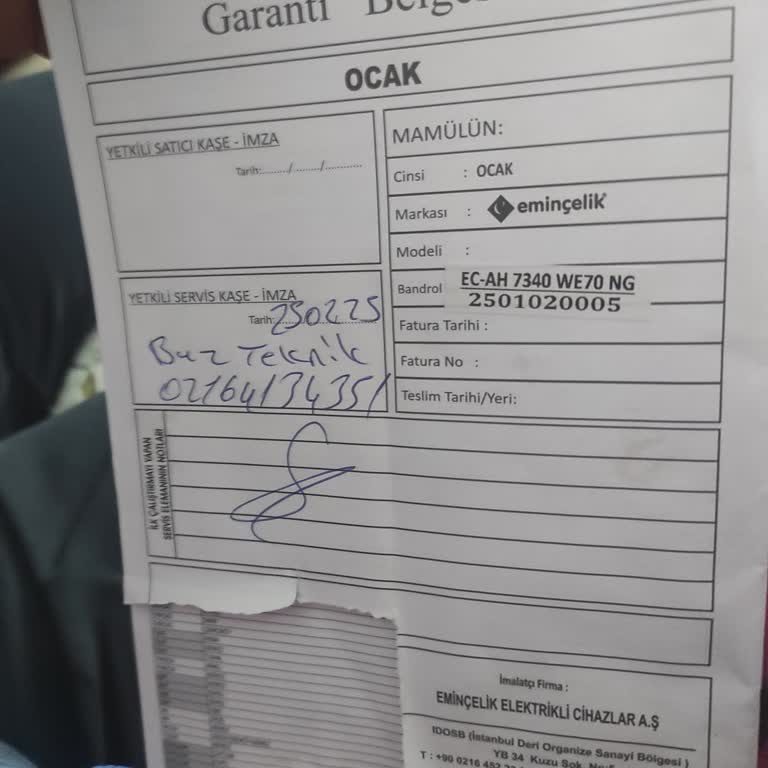 Garanti
OCAK
YETKİLİ SATICI KAŞE - İMZA
Tarih:......../......../...........
MAMÜLÜN:
Cinsi : OCAK
Markası : eminçelik
Modeli :
Bandrol EC-AH 7340 WE70 NG
2501020005
Fatura Tarihi :
Fatura No :
Teslim Tarihi/Yeri:
YETKİLİ SERVİS KAŞE - İMZA
Tarih: 250225
Buz Teknik
02164134351
İLK ÇALIŞTIRMAYI YAPAN
SERVİS ELEMANININ NOTLARI
İmalatçı Firma :
EMİNÇELİK ELEKTRİKLİ CİHAZLAR A.Ş
IDOSB (İstanbul Deri Organize Sanayi Bölgesi )
YB 34 Kuzu Sok.
T : +90 0216